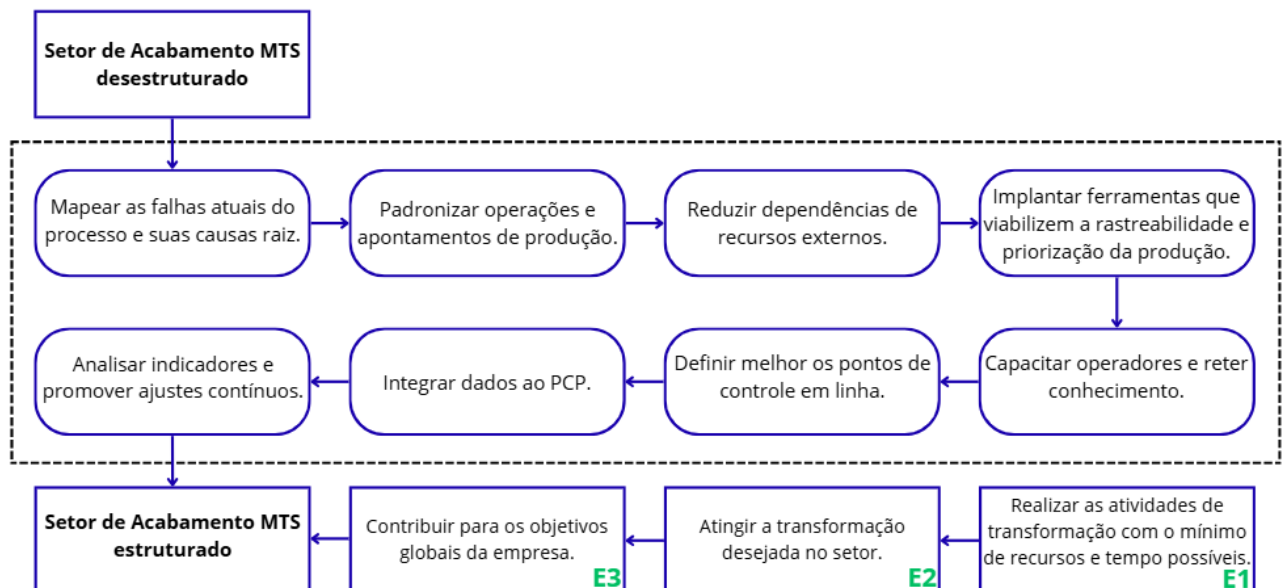 Setor de Acabamento MTS
desestruturado
Mapear as falhas atuais do
processo e suas causas raiz.
Padronizar operações e
apontamentos de produção.
Reduzir dependências de
recursos externos.
Implantar ferramentas que
viabilizem a rastreabilidade e
priorização da produção.
Analisar indicadores e
promover ajustes contínuos.
Integrar dados ao PCP.
Definir melhor os pontos de
controle em linha.
Capacitar operadores e reter
conhecimento.
Setor de Acabamento MTS
estruturado
Contribuir para os objetivos
globais da empresa.
E3
Atingir a transformação
desejada no setor.
E2
Realizar as atividades de
transformação com o mínimo
de recursos e tempo possíveis.
E1